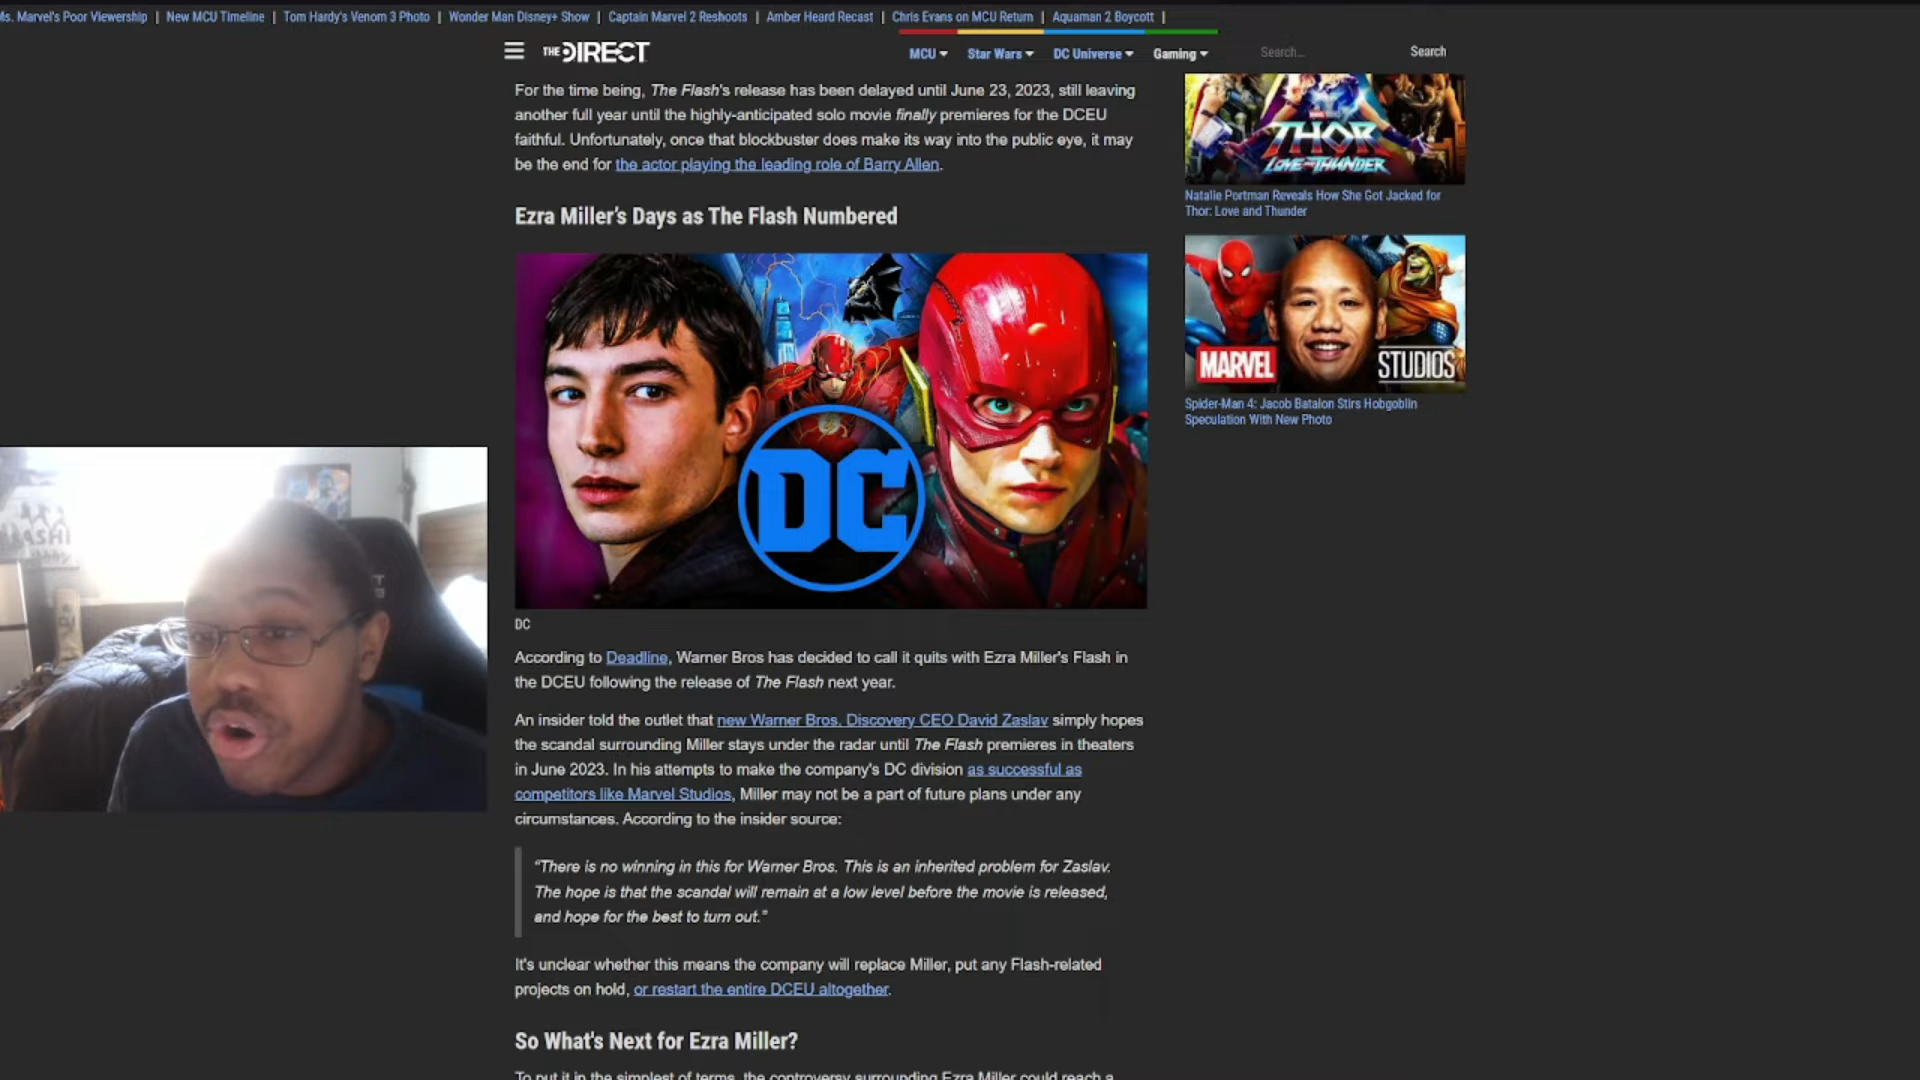 Ms. Marvel's Poor Viewership | New MCU Timeline | Tom Hardy's Venom 3 Photo | Wonder Man Disney+ Show | Captain Marvel 2 Reshoots | Amber Heard Recast | Chris Evans on MCU Return | Aquaman 2 Boycott |
THE DIRECT MCU Star Wars DC Universe Gaming Search... Search
For the time being, The Flash's release has been delayed until June 23, 2023, still leaving
another full year until the highly-anticipated solo movie finally premieres for the DCEU
faithful. Unfortunately, once that blockbuster does make its way into the public eye, it may
be the end for the actor playing the leading role of Barry Allen.
Ezra Miller's Days as The Flash Numbered
DC
DC
According to Deadline, Warner Bros has decided to call it quits with Ezra Miller's Flash in
the DCEU following the release of The Flash next year.
An insider told the outlet that new Warner Bros. Discovery CEO David Zaslav simply hopes
the scandal surrounding Miller stays under the radar until The Flash premieres in theaters
in June 2023. In his attempts to make the company's DC division as successful as
competitors like Marvel Studios, Miller may not be a part of future plans under any
circumstances. According to the insider source:
"There is no winning in this for Warner Bros. This is an inherited problem for Zaslav.
The hope is that the scandal will remain at a low level before the movie is released,
and hope for the best to turn out."
It's unclear whether this means the company will replace Miller, put any Flash-related
projects on hold, or restart the entire DCEU altogether.
So What's Next for Ezra Miller?
To put it in the simplest of terms, the controversy surrounding Ezra Miller could reach a
THOR
LOVE AND THUNDER
Natalie Portman Reveals How She Got Jacked for
Thor: Love and Thunder
MARVEL STUDIOS
Spider-Man 4: Jacob Batalon Stirs Hobgoblin
Speculation With New Photo